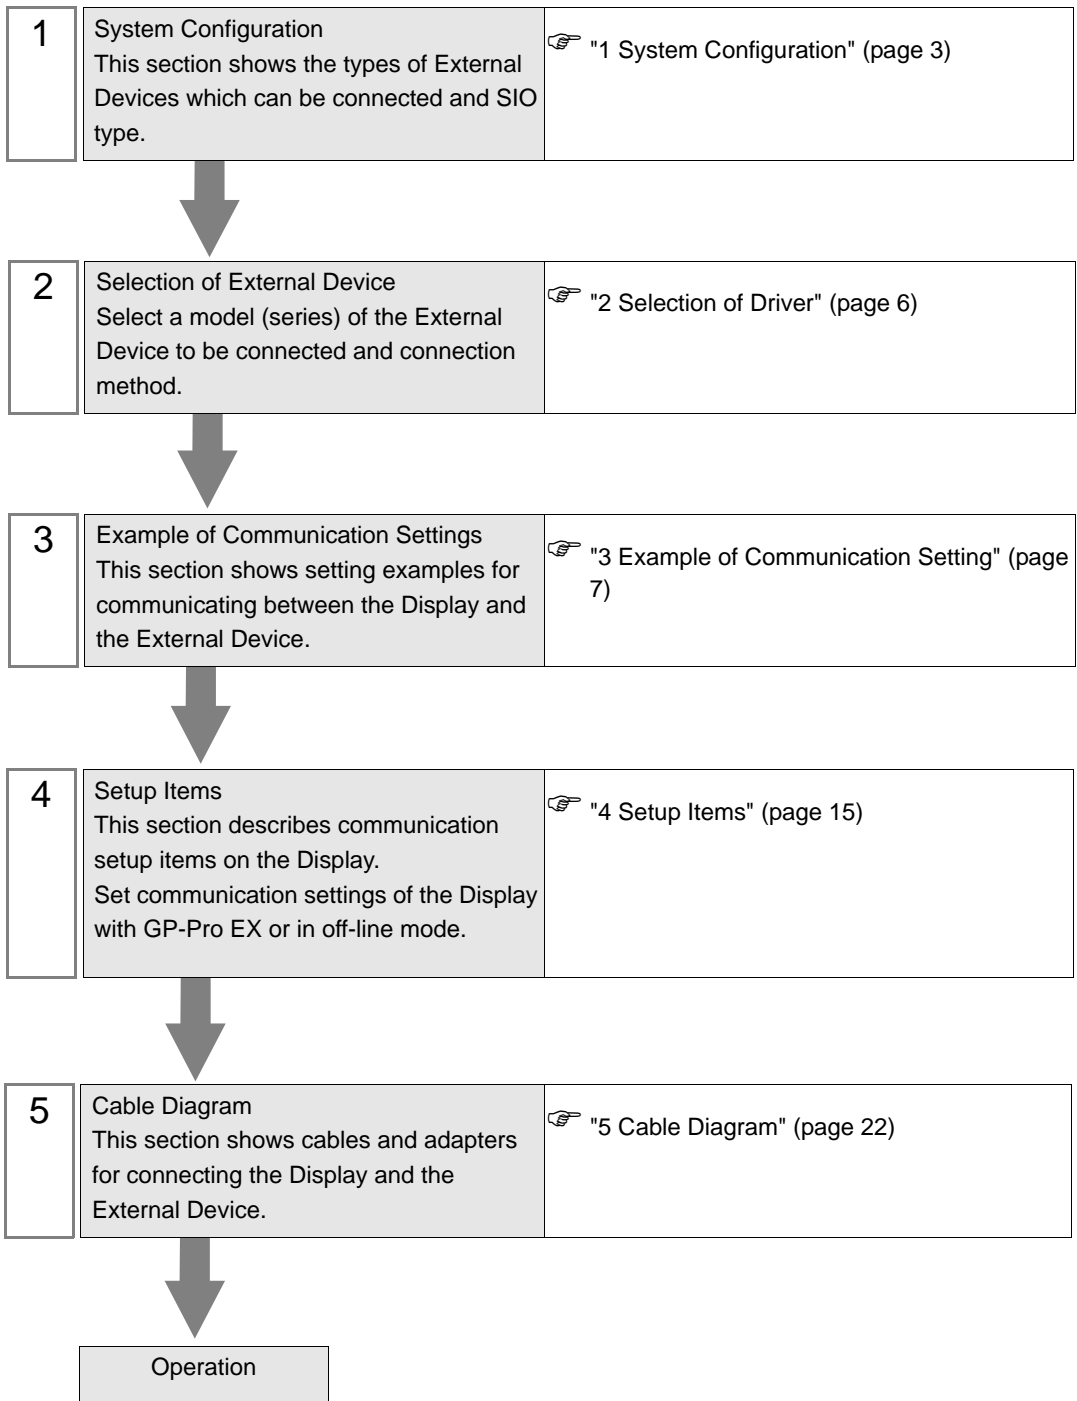 1
System Configuration
This section shows the types of External
Devices which can be connected and SIO
type.
"1 System Configuration" (page 3)
2
Selection of External Device
Select a model (series) of the External
Device to be connected and connection
method.
"2 Selection of Driver" (page 6)
3
Example of Communication Settings
This section shows setting examples for
communicating between the Display and
the External Device.
"3 Example of Communication Setting" (page
7)
4
Setup Items
This section describes communication
setup items on the Display.
Set communication settings of the Display
with GP-Pro EX or in off-line mode.
"4 Setup Items" (page 15)
5
Cable Diagram
This section shows cables and adapters
for connecting the Display and the
External Device.
"5 Cable Diagram" (page 22)
Operation